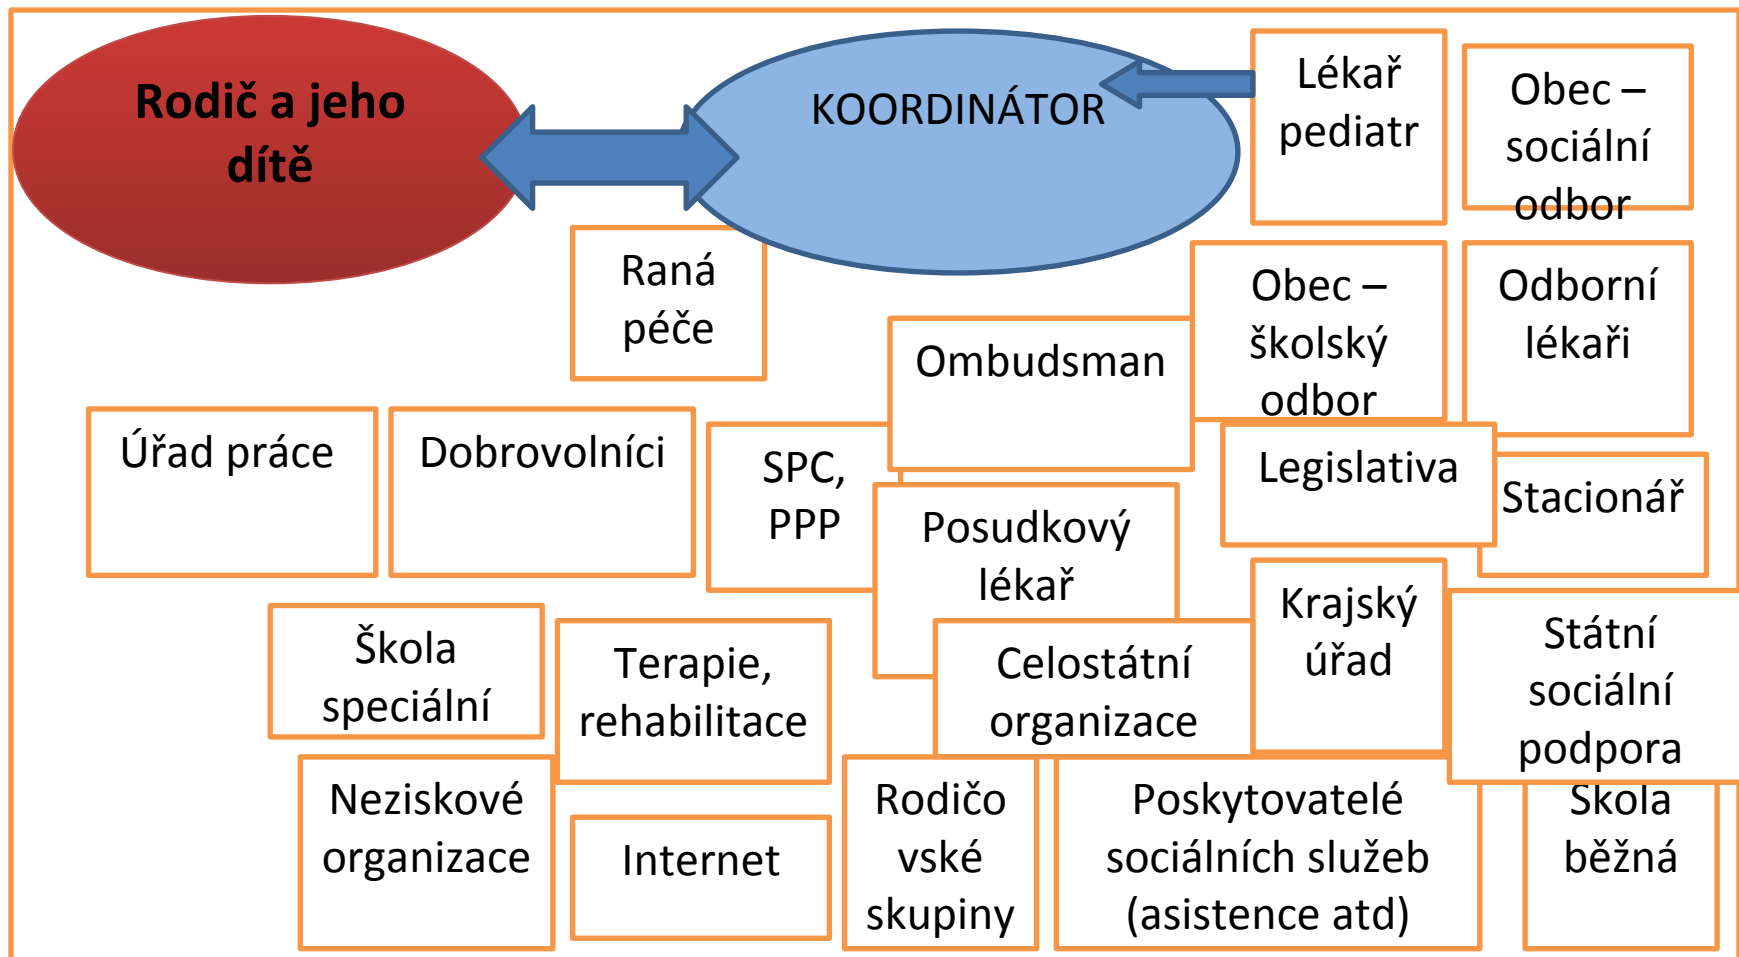 Rodič a jeho
dítě
KOORDINÁTOR
Lékař
pediatr
Obec –
sociální
odbor
Raná
péče
Ombudsman
Obec –
školský
odbor
Odborní
lékaři
Úřad práce
Dobrovolníci
SPC,
PPP
Posudkový
lékař
Legislativa
Stacionář
Škola
speciální
Terapie,
rehabilitace
Celostátní
organizace
Krajský
úřad
Státní
sociální
podpora
Neziskové
organizace
Internet
Rodičo
vské
skupiny
Poskytovatelé
sociálních služeb
(asistence atd)
Škola
běžná